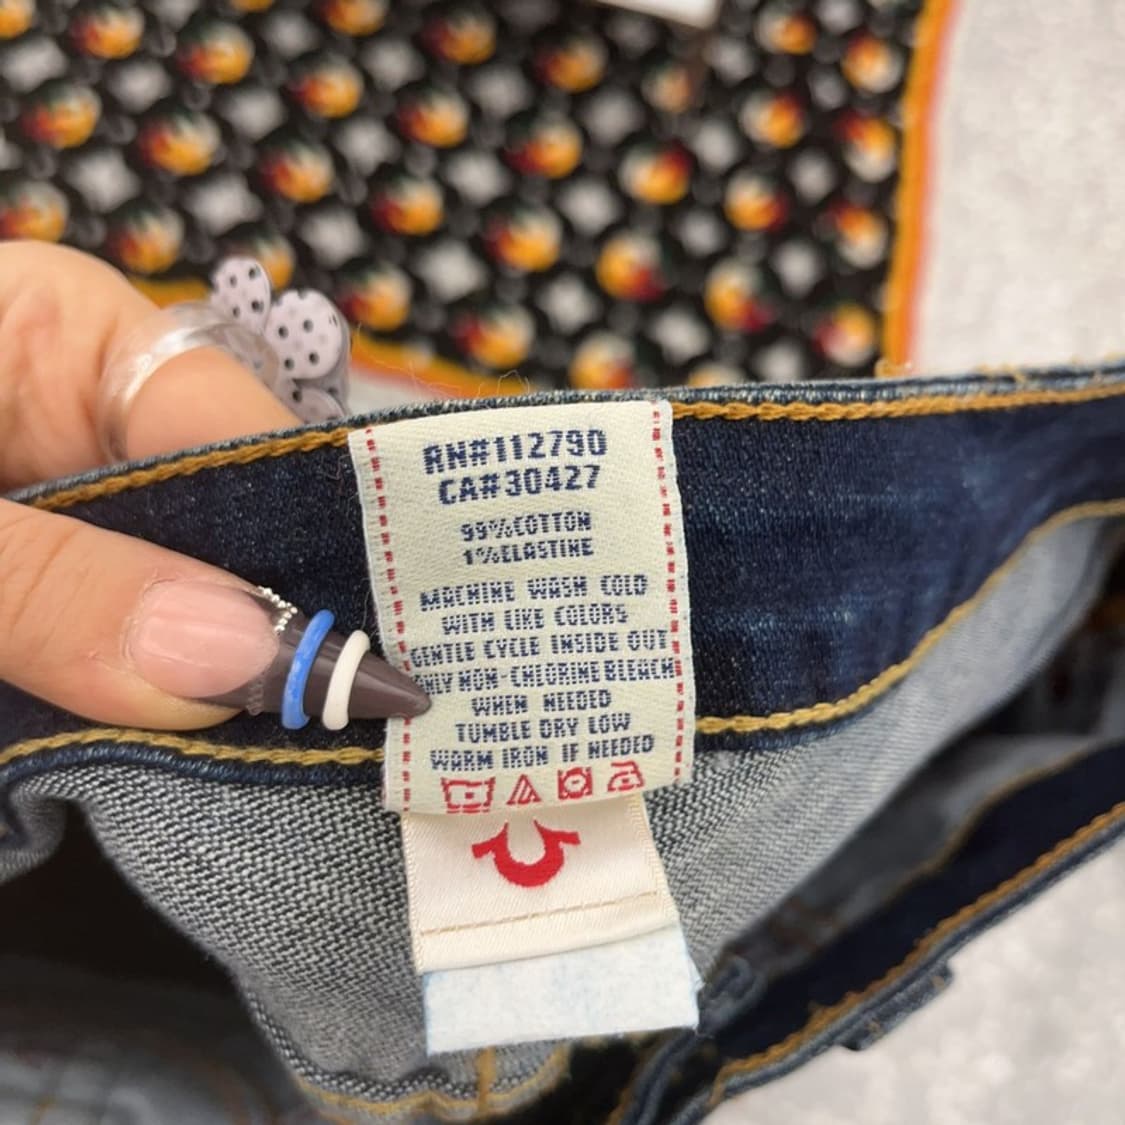 RN#112790
CA#30427
99%COTTON
1%ELASTINE
MACHINE WASH COLD
WITH LIKE COLORS
GENTLE CYCLE INSIDE OUT
ONLY NON-CHLORINE BLEACH
WHEN NEEDED
TUMBLE DRY LOW
WARM IRON IF NEEDED